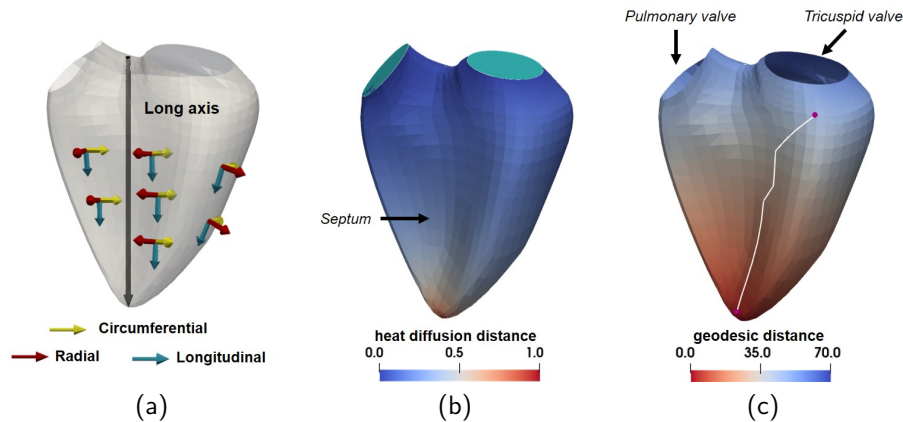 Pulmonary valve
Tricuspid valve
Long axis
Septum
Circumferential
Radial
Longitudinal
heat diffusion distance
0.0 0.5 1.0
geodesic distance
0.0 35.0 70.0
(a)
(b)
(c)